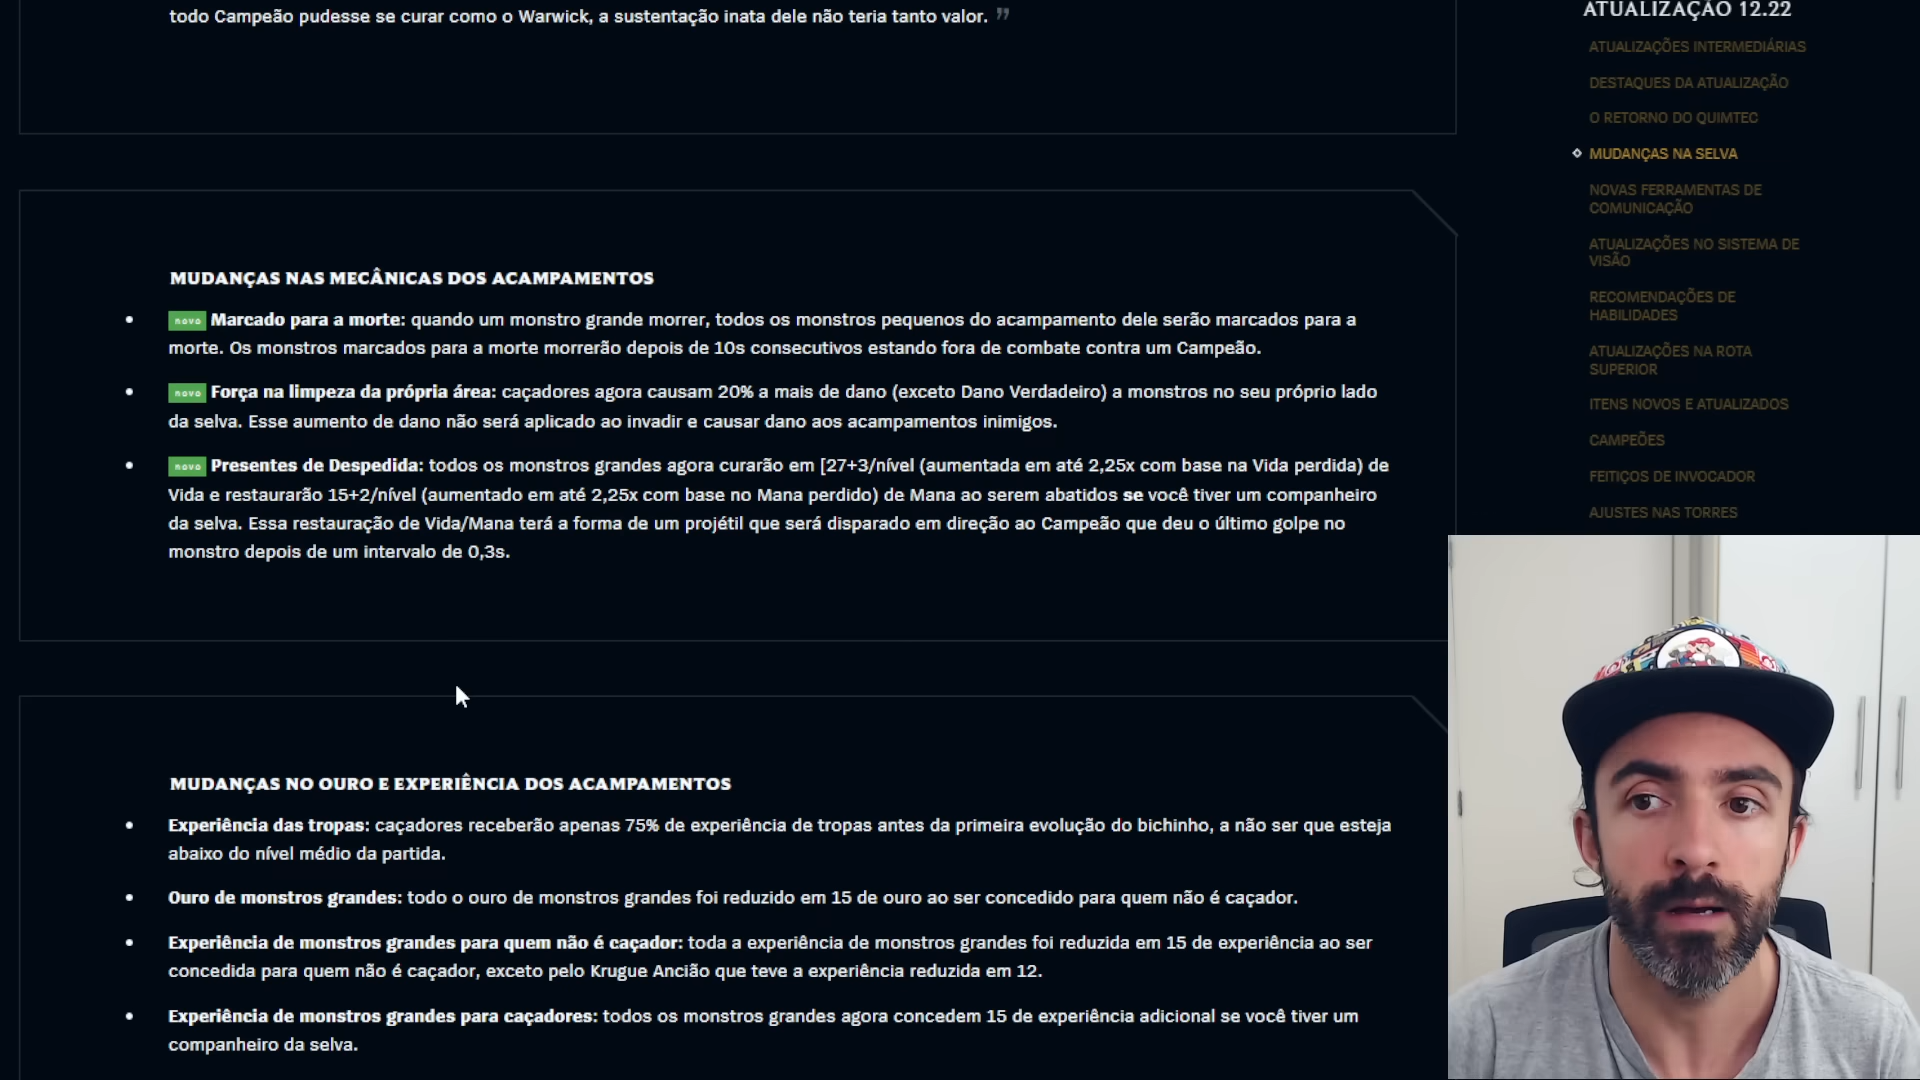 todo Campeão pudesse se curar como o Warwick, a sustentação inata dele não teria tanto valor. ”
MUDANÇAS NAS MECÂNICAS DOS ACAMPAMENTOS
novo Marcado para a morte: quando um monstro grande morrer, todos os monstros pequenos do acampamento dele serão marcados para a
morte. Os monstros marcados para a morte morrerão depois de 10s consecutivos estando fora de combate contra um Campeão.
novo Força na limpeza da própria área: caçadores agora causam 20% a mais de dano (exceto Dano Verdadeiro) a monstros no seu próprio lado
da selva. Esse aumento de dano não será aplicado ao invadir e causar dano aos acampamentos inimigos.
novo Presentes de Despedida: todos os monstros grandes agora curarão em [27+3/nível (aumentada em até 2,25x com base na Vida perdida) de
Vida e restaurarão 15+2/nível (aumentado em até 2,25x com base no Mana perdido) de Mana ao serem abatidos se você tiver um companheiro
da selva. Essa restauração de Vida/Mana terá a forma de um projétil que será disparado em direção ao Campeão que deu o último golpe no
monstro depois de um intervalo de 0,3s.
MUDANÇAS NO OURO E EXPERIÊNCIA DOS ACAMPAMENTOS
Experiência das tropas: caçadores receberão apenas 75% de experiência de tropas antes da primeira evolução do bichinho, a não ser que esteja
abaixo do nível médio da partida.
Ouro de monstros grandes: todo o ouro de monstros grandes foi reduzido em 15 de ouro ao ser concedido para quem não é caçador.
Experiência de monstros grandes para quem não é caçador: toda a experiência de monstros grandes foi reduzida em 15 de experiência ao ser
concedida para quem não é caçador, exceto pelo Krugue Ancião que teve a experiência reduzida em 12.
Experiência de monstros grandes para caçadores: todos os monstros grandes agora concedem 15 de experiência adicional se você tiver um
companheiro da selva.
ATUALIZAÇÃO 12.22
ATUALIZAÇÕES INTERMEDIÁRIAS
DESTAQUES DA ATUALIZAÇÃO
O RETORNO DO QUIMTEC
MUDANÇAS NA SELVA
NOVAS FERRAMENTAS DE
COMUNICAÇÃO
ATUALIZAÇÕES NO SISTEMA DE
VISÃO
RECOMENDAÇÕES DE
HABILIDADES
ATUALIZAÇÕES NA ROTA
SUPERIOR
ITENS NOVOS E ATUALIZADOS
CAMPEÕES
FEITIÇOS DE INVOCADOR
AJUSTES NAS TORRES